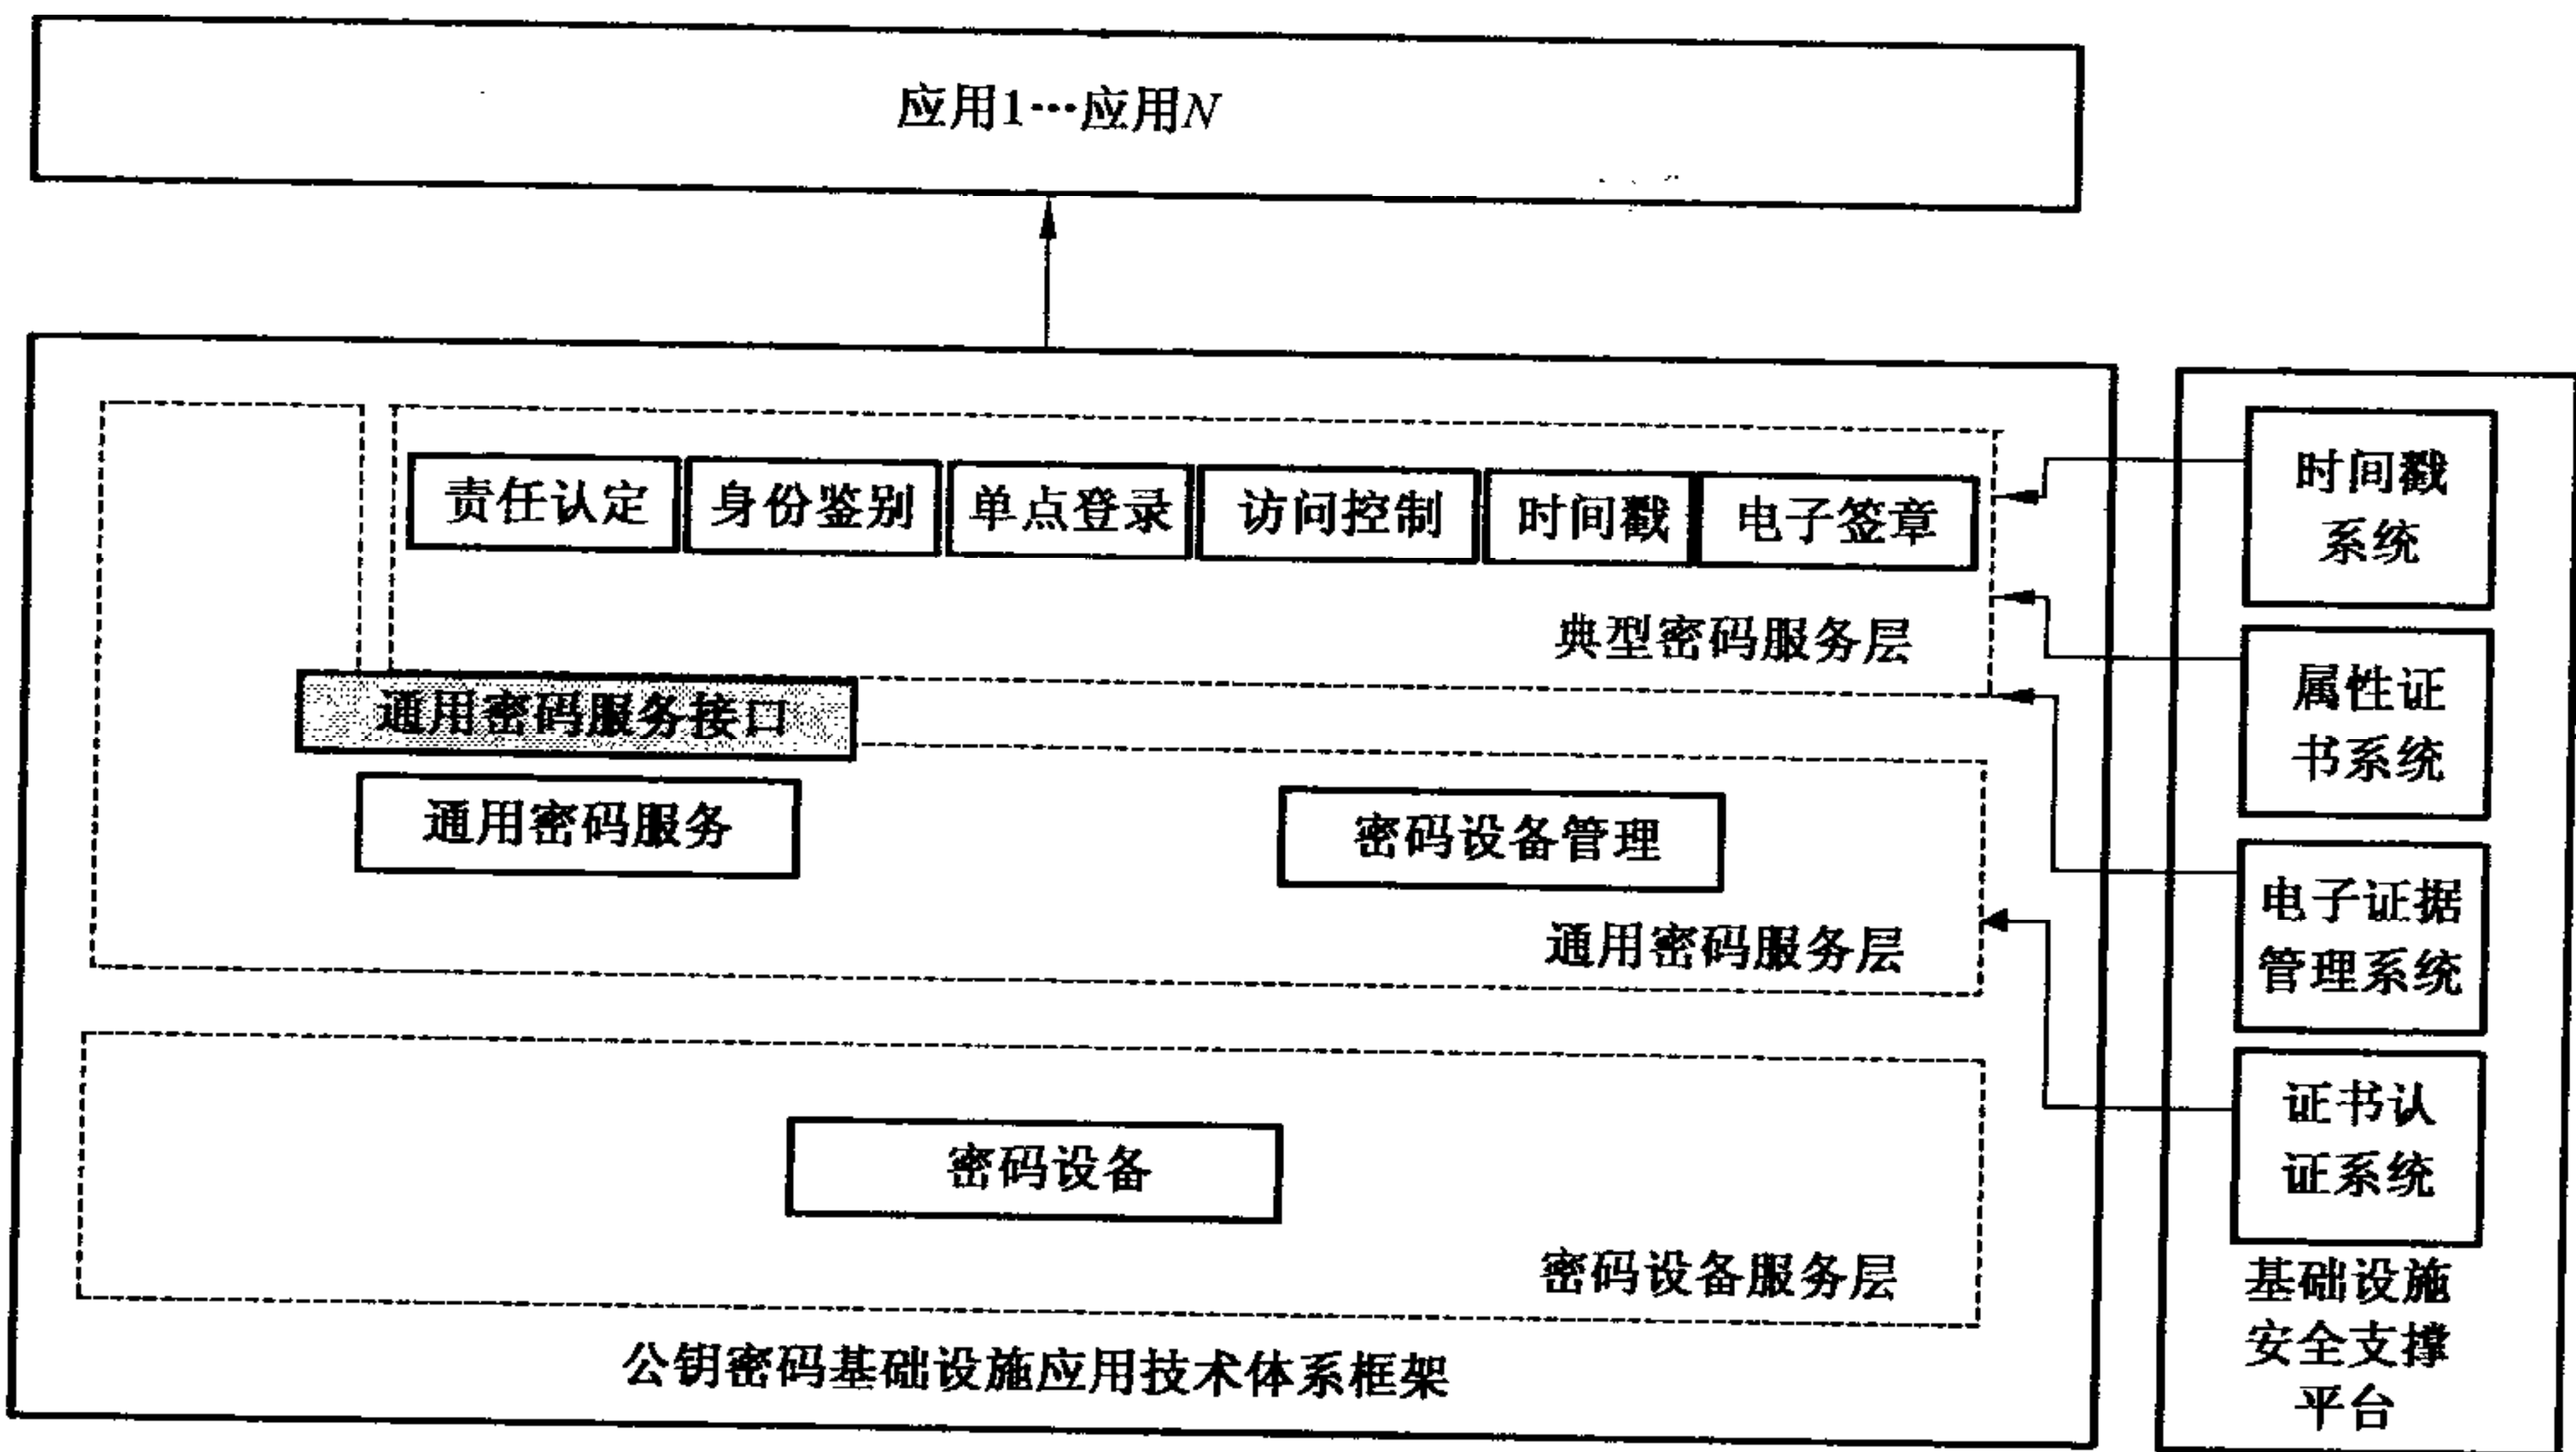 应用1…应用N
责任认定
身份鉴别
单点登录
访问控制
时间戳
电子签章
典型密码服务层
通用密码服务接口
通用密码服务
密码设备管理
通用密码服务层
密码设备
密码设备服务层
公钥密码基础设施应用技术体系框架
时间戳
系统
属性证
书系统
电子证据
管理系统
证书认
证系统
基础设施
安全支撑
平台